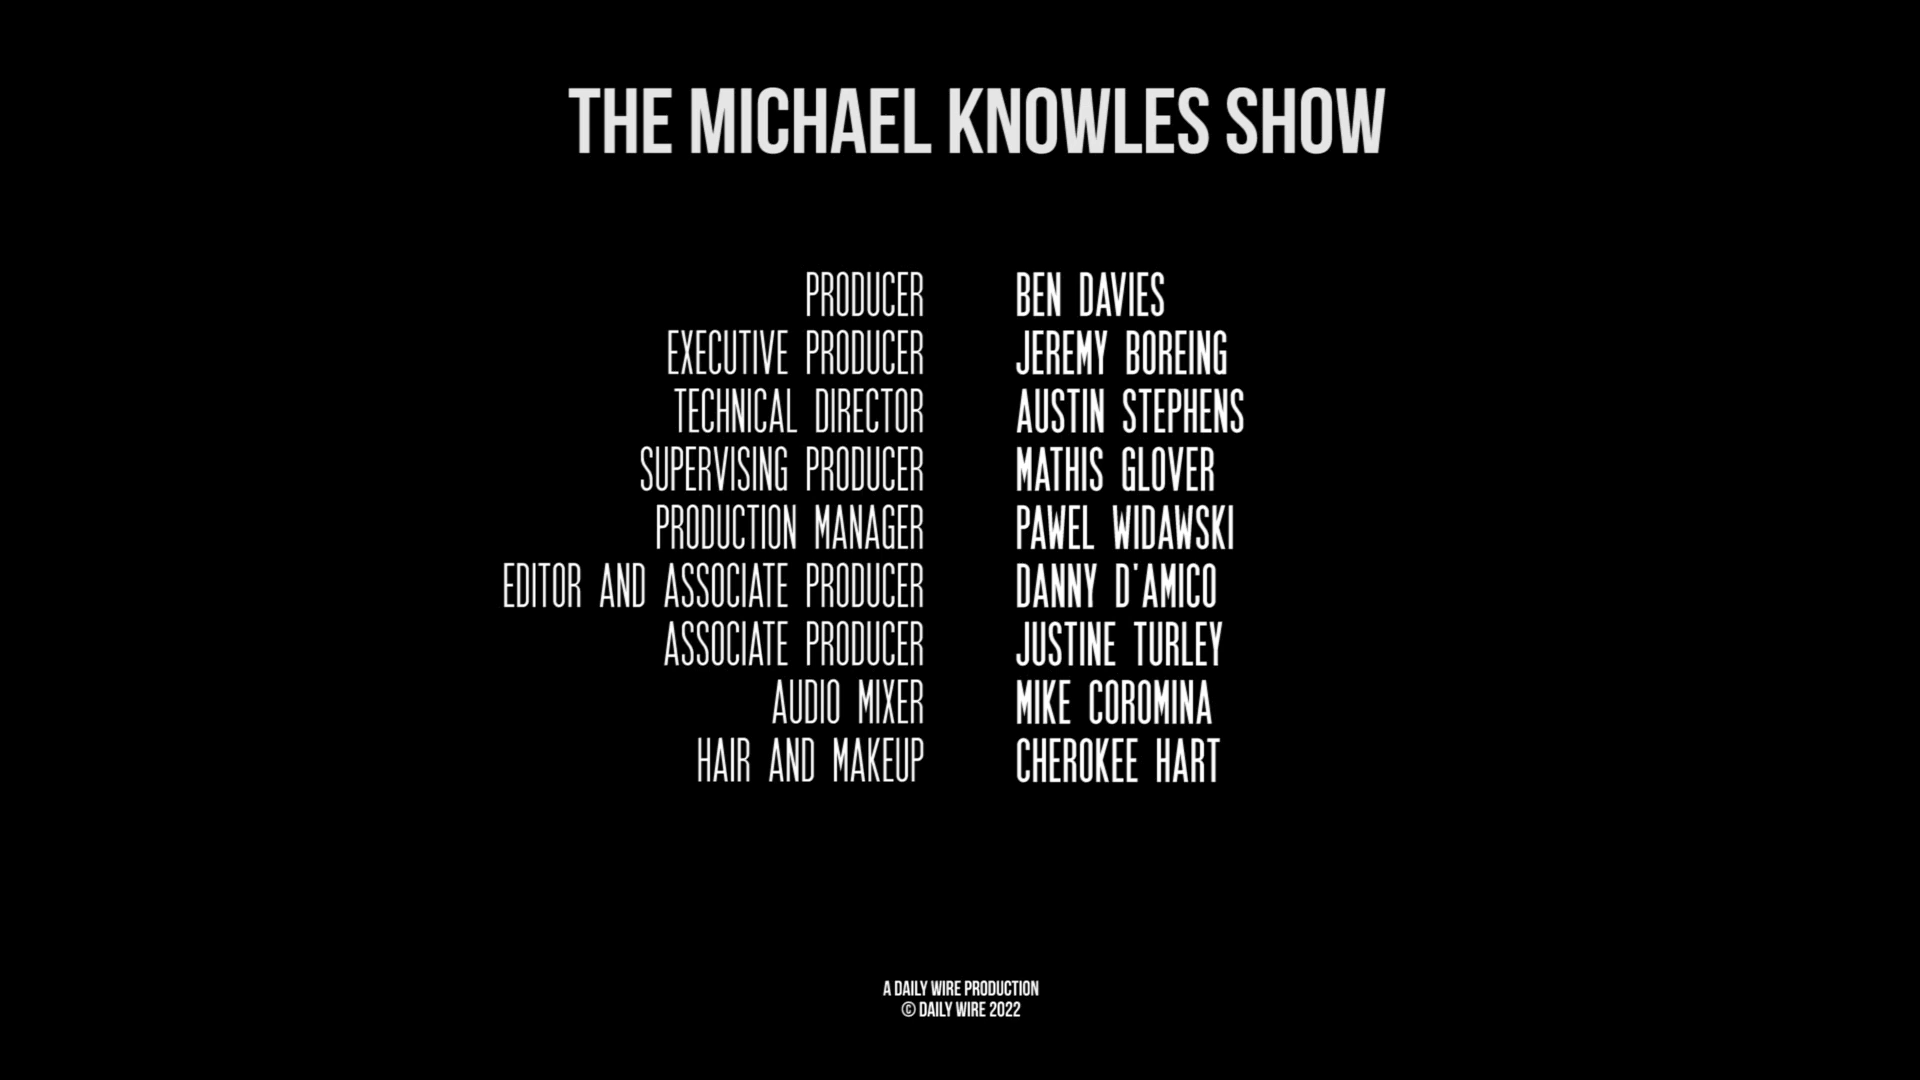 THE MICHAEL KNOWLES SHOW
PRODUCER BEN DAVIES
EXECUTIVE PRODUCER JEREMY BOREING
TECHNICAL DIRECTOR AUSTIN STEPHENS
SUPERVISING PRODUCER MATHIS GLOVER
PRODUCTION MANAGER PAWEL WIDAWSKI
EDITOR AND ASSOCIATE PRODUCER DANNY D'AMICO
ASSOCIATE PRODUCER JUSTINE TURLEY
AUDIO MIXER MIKE COROMINA
HAIR AND MAKEUP CHEROKEE HART
A DAILY WIRE PRODUCTION
© DAILY WIRE 2022